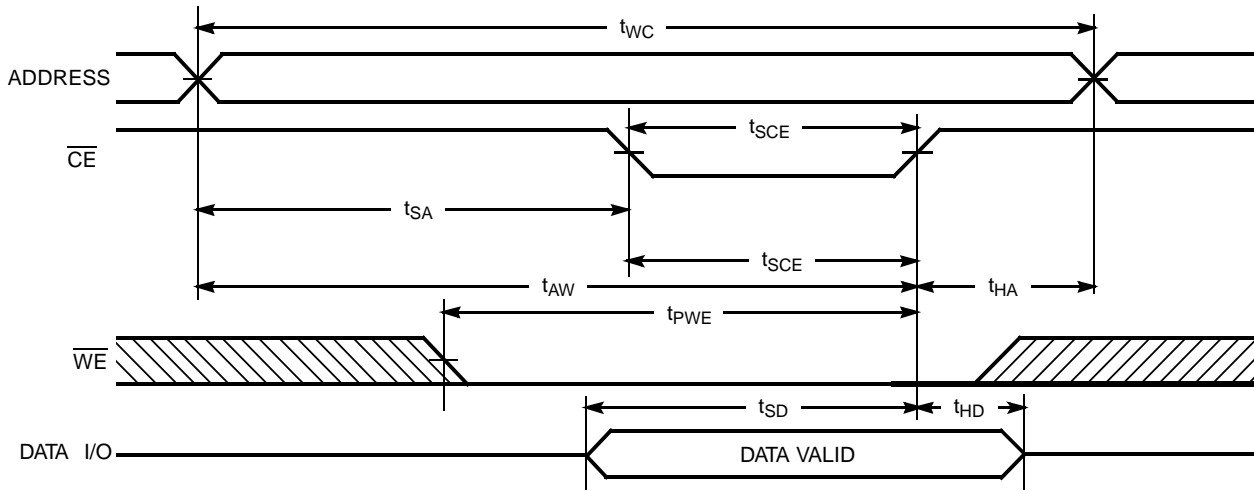 tWC
ADDRESS
tSCE
CE
tSA
tSCE
tAW
tHA
tPWE
WE
tSD
tHD
DATA I/O
DATA VALID